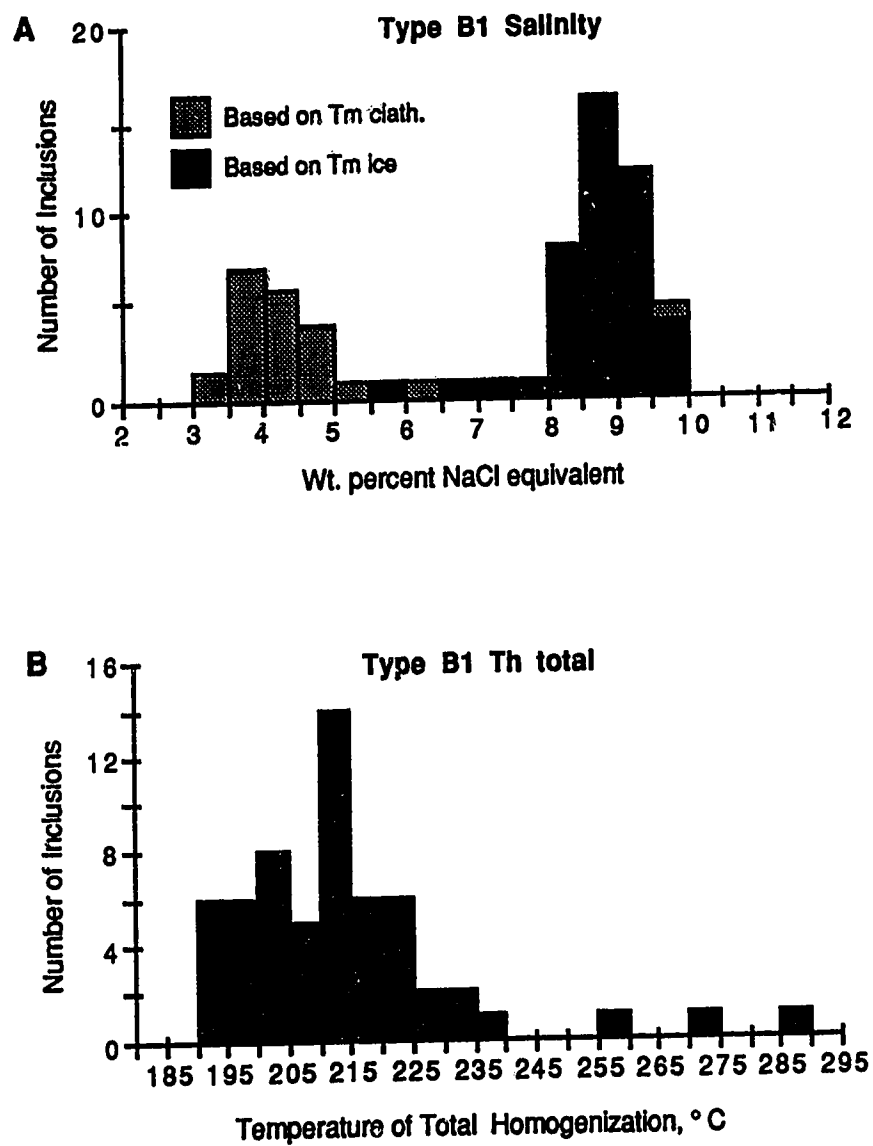 A
Type B1 Salinity
20
Based on Tm clath.
Based on Tm ice
10
0
Number of Inclusions
2 3 4 5 6 7 8 9 10 11 12
Wt. percent NaCl equivalent
B
Type B1 Th total
16
12
8
4
0
Number of Inclusions
185 195 205 215 225 235 245 255 265 275 285 295
Temperature of Total Homogenization, ° C